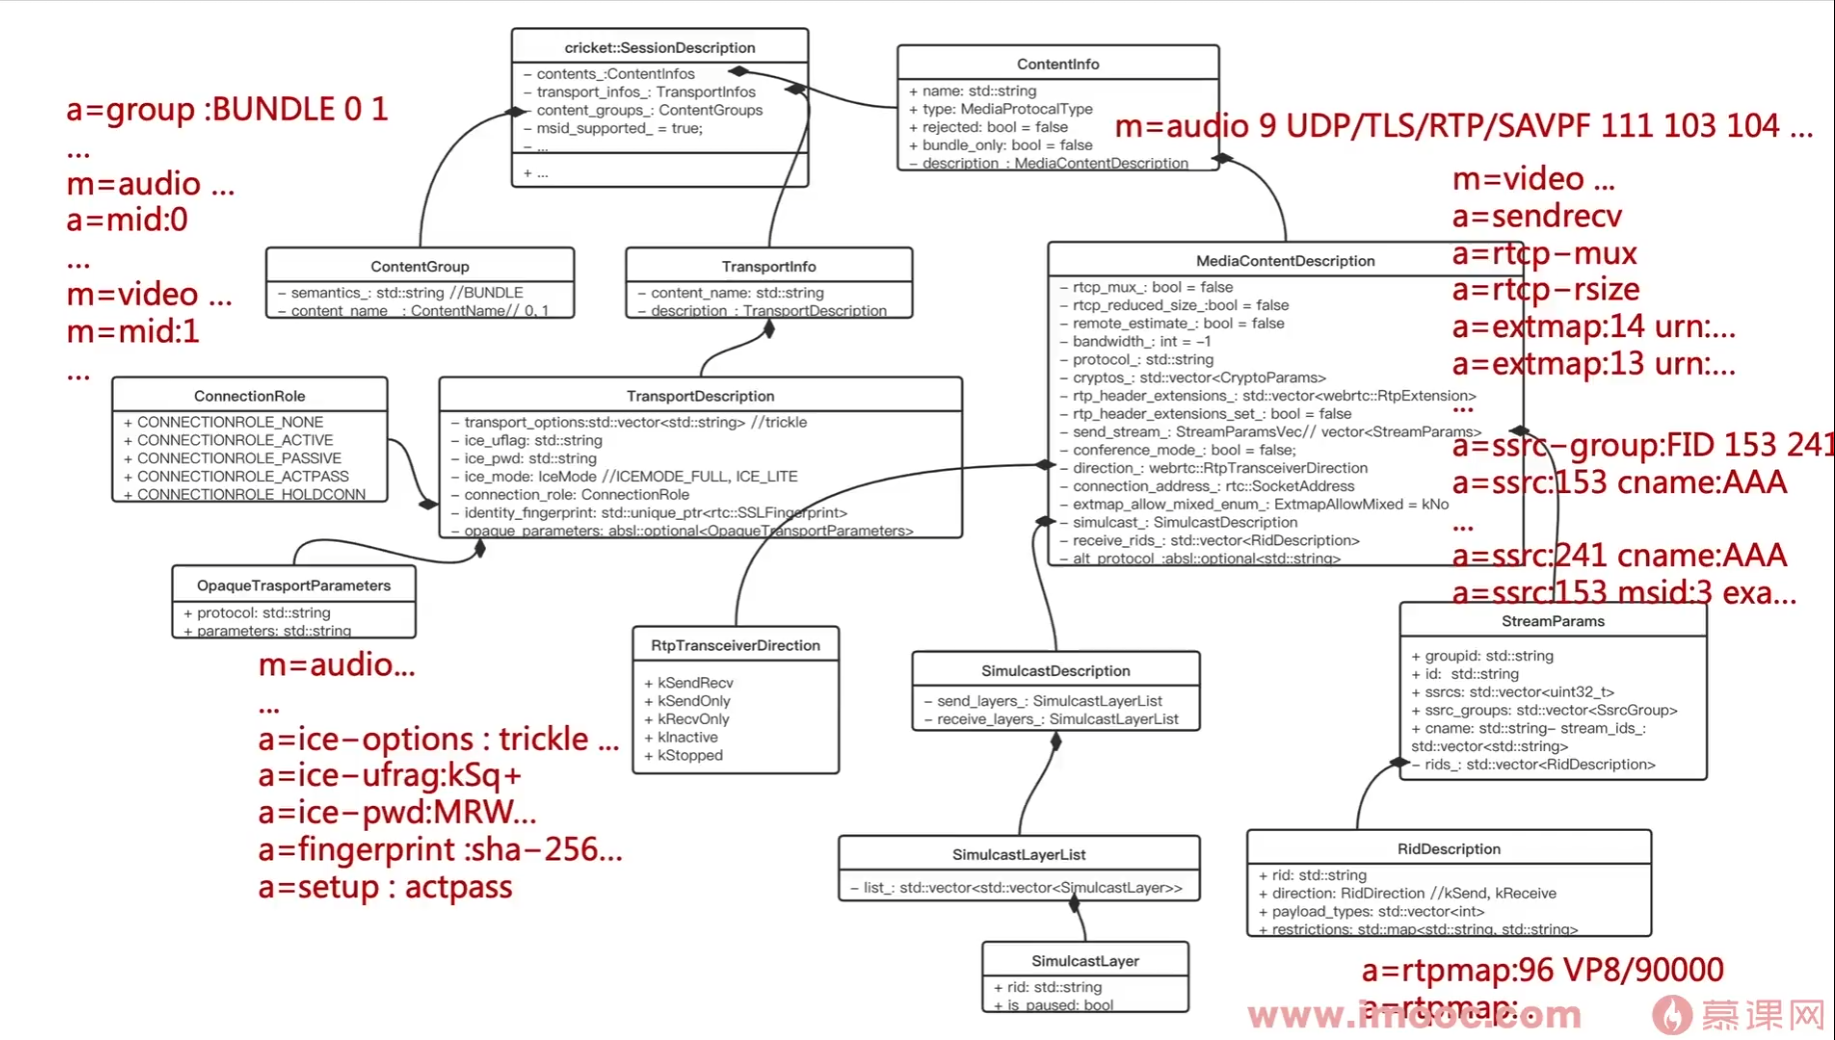 cricket::SessionDescription
– contents_:ContentInfos
– transport_infos_: TransportInfos
– content_groups_: ContentGroups
– msid_supported_ = true;
– ...
+ ...
ContentInfo
+ name: std::string
+ type: MediaProtocalType
+ rejected: bool = false
+ bundle_only: bool = false
– description_: MediaContentDescription
a=group :BUNDLE 0 1
...
m=audio ...
a=mid:0
...
m=video ...
m=mid:1
...
m=audio 9 UDP/TLS/RTP/SAVPF 111 103 104 ...
m=video ...
a=sendrecv
a=rtcp–mux
a=rtcp–rsize
a=extmap:14 urn:...
a=extmap:13 urn:...
...
a=ssrc–group:FID 153 241
a=ssrc:153 cname:AAA
...
a=ssrc:241 cname:AAA
a=ssrc:153 msid:3 exa...
ContentGroup
– semantics_: std::string //BUNDLE
– content_name_: ContentName// 0, 1
TransportInfo
– content_name: std::string
– description_: TransportDescription
MediaContentDescription
– rtcp_mux_: bool = false
– rtcp_reduced_size_:bool = false
– remote_estimate_: bool = false
– bandwidth_: int = –1
– protocol_: std::string
– cryptos_: std::vector<CryptoParams>
– rtp_header_extensions_: std::vector<webrtc::RtpExtension>
– rtp_header_extensions_set_: bool = false
– send_stream_: StreamParamsVec// vector<StreamParams>
– conference_mode_: bool = false;
– direction_: webrtc::RtpTransceiverDirection
– connection_address_: rtc::SocketAddress
– extmap_allow_mixed_enum_: ExtmapAllowMixed = kNo
– simulcast_: SimulcastDescription
– receive_rids_: std::vector<RidDescription>
– alt_protocol_:absl::optional<std::string>
ConnectionRole
+ CONNECTIONROLE_NONE
+ CONNECTIONROLE_ACTIVE
+ CONNECTIONROLE_PASSIVE
+ CONNECTIONROLE_ACTPASS
+ CONNECTIONROLE_HOLDCONN
TransportDescription
– transport_options:std::vector<std::string> //trickle
– ice_uflag: std::string
– ice_pwd: std::string
– ice_mode: IceMode //ICEMODE_FULL, ICE_LITE
– connection_role: ConnectionRole
– identity_fingerprint: std::unique_ptr<rtc::SSLFingerprint>
– opaque_parameters: absl::optional<OpaqueTransportParameters>
OpaqueTrasportParameters
+ protocol: std::string
+ parameters: std::string
m=audio...
...
a=ice–options : trickle ...
a=ice–ufrag:kSq+
a=ice–pwd:MRW...
a=fingerprint :sha–256...
a=setup : actpass
RtpTransceiverDirection
+ kSendRecv
+ kSendOnly
+ kRecvOnly
+ kInactive
+ kStopped
SimulcastDescription
– send_layers_: SimulcastLayerList
– receive_layers_: SimulcastLayerList
StreamParams
+ groupid: std::string
+ id: std::string
+ ssrcs: std::vector<uint32_t>
+ ssrc_groups: std::vector<SsrcGroup>
+ cname: std::string– stream_ids_:
std::vector<std::string>
– rids_: std::vector<RidDescription>
SimulcastLayerList
– list_: std::vector<std::vector<SimulcastLayer>>
RidDescription
+ rid: std::string
+ direction: RidDirection //kSend, kReceive
+ payload_types: std::vector<int>
+ restrictions: std::map<std::string, std::string>
SimulcastLayer
+ rid: std::string
+ is_paused: bool
a=rtpmap:96 VP8/90000
a=rtpmap:..
www.imooc.com
慕课网